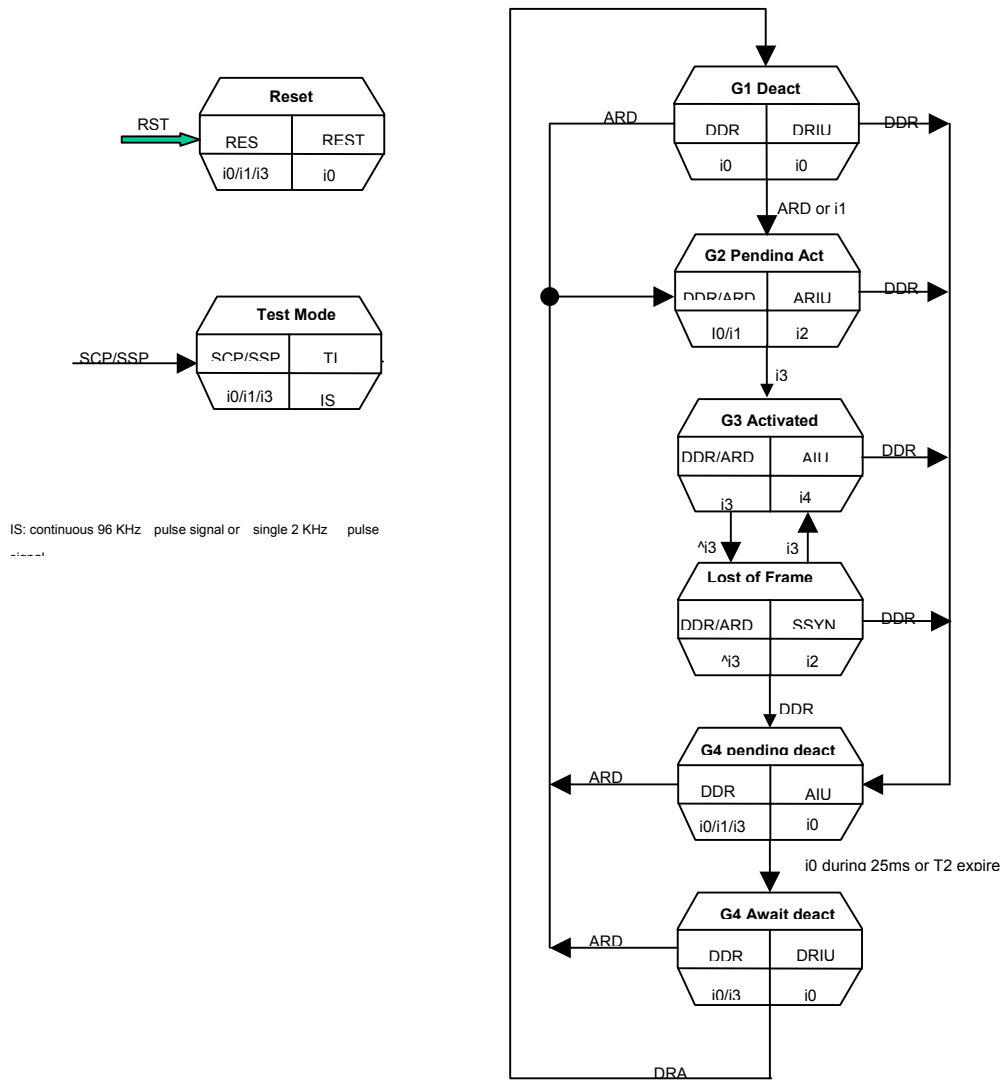 Reset
RST
RES
REST
i0/i1/i3
i0
Test Mode
SCP/SSP
SCP/SSP
TI
i0/i1/i3
IS
IS: continuous 96 KHz pulse signal or single 2 KHz pulse
signal
G1 Deact
ARD
DDR
DRIU
DDR
i0
i0
ARD or i1
G2 Pending Act
DDR/ARD
ARIU
DDR
I0/i1
i2
i3
G3 Activated
DDR/ARD
AIU
DDR
i3
i4
^i3
i3
Lost of Frame
DDR/ARD
SSYN
DDR
^i3
i2
DDR
G4 pending deact
ARD
DDR
AIU
i0/i1/i3
i0
i0 during 25ms or T2 expire
G4 Await deact
ARD
DDR
DRIU
i0/i3
i0
DRA